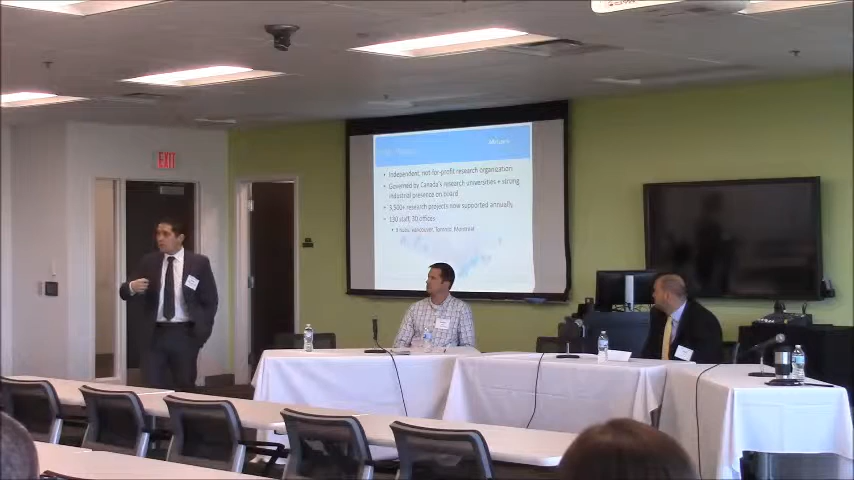 EXIT
• Independent, not-for-profit research organization
• Governed by Canada's research universities + strong
industrial presence on board
• 3,500+ research projects now supported annually,
• 130 staff, 30 offices
• 3 hubs: Vancouver, Toronto, Montreal